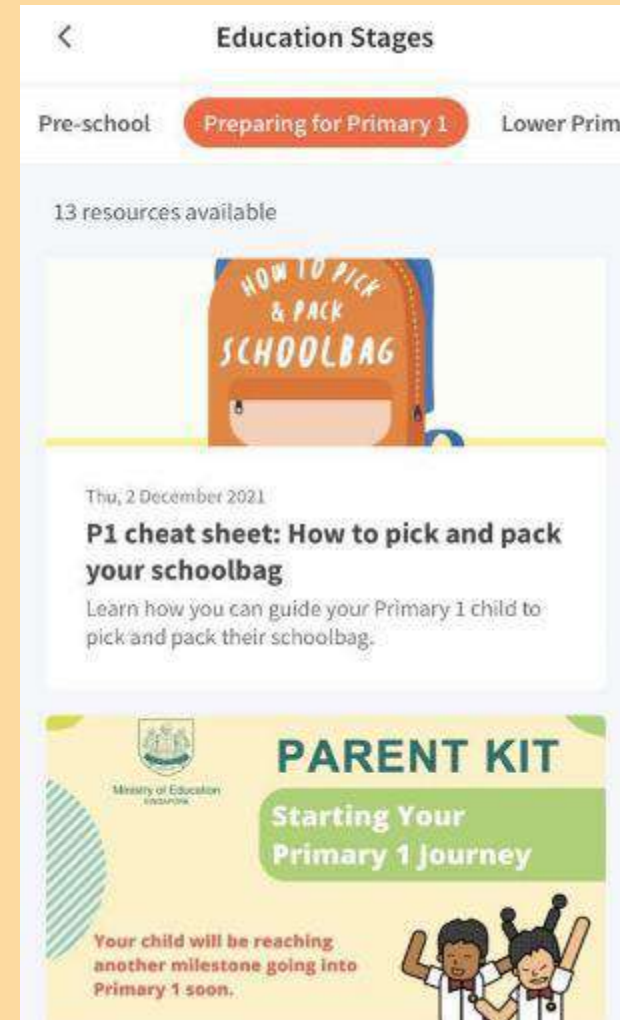 Education Stages
Pre-school Preparing for Primary 1 Lower Prim
13 resources available
HOW TO PICK
& PACK
SCHOOLBAG
Thu, 2 December 2021
P1 cheat sheet: How to pick and pack
your schoolbag
Learn how you can guide your Primary 1 child to
pick and pack their schoolbag.
Ministry of Education
SINGAPORE
PARENT KIT
Starting Your
Primary 1 Journey
Your child will be reaching
another milestone going into
Primary 1 soon.